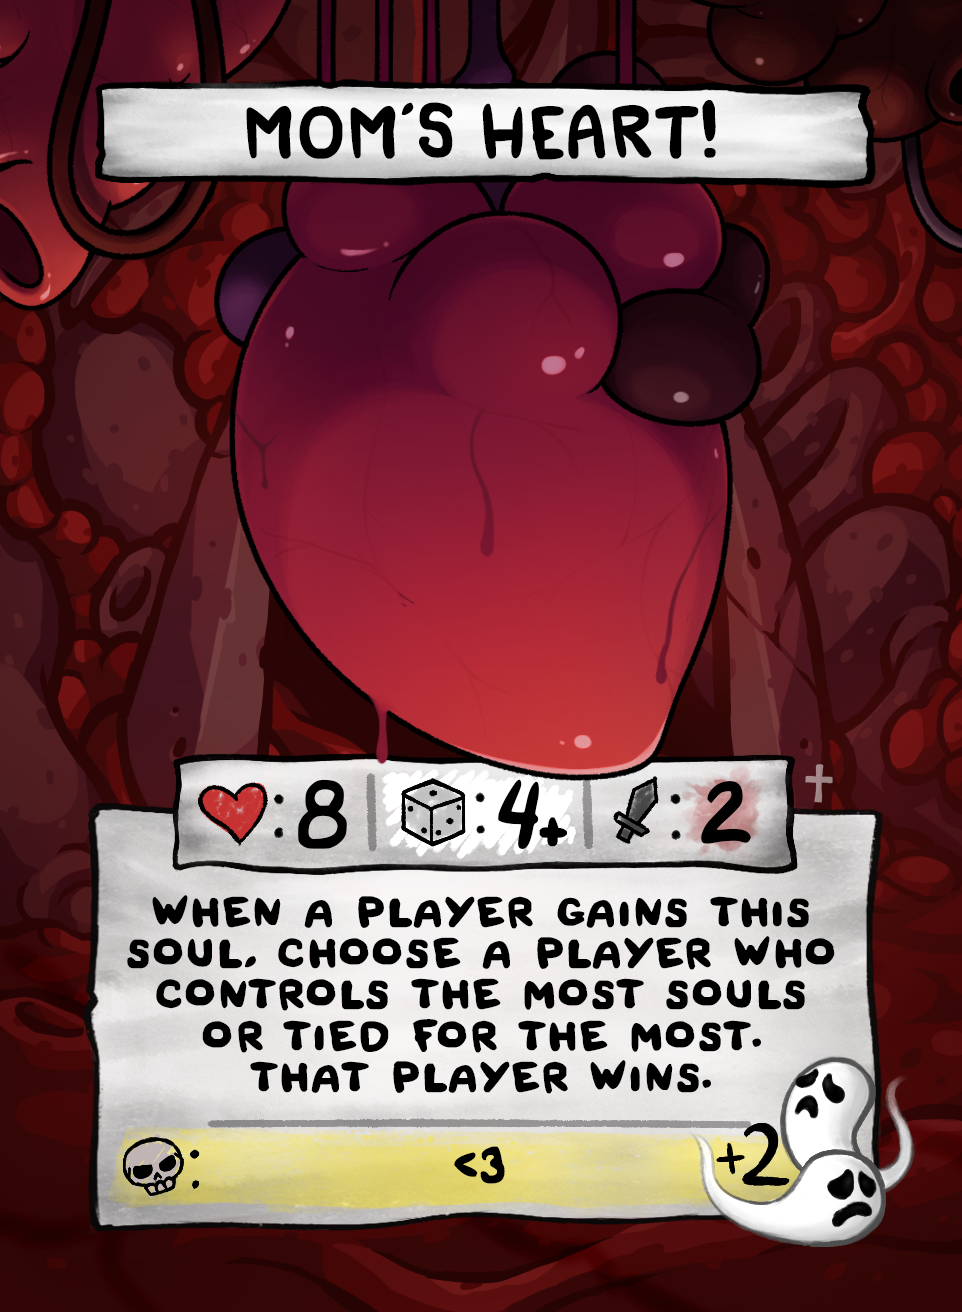 MOM'S HEART!
: 8 : 4+ : 2
WHEN A PLAYER GAINS THIS
SOUL, CHOOSE A PLAYER WHO
CONTROLS THE MOST SOULS
OR TIED FOR THE MOST.
THAT PLAYER WINS.
: <3 +2